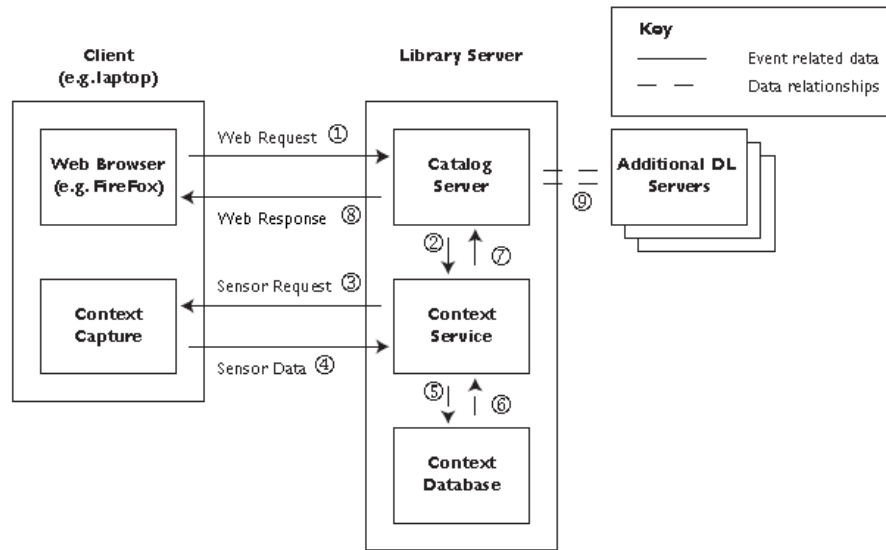 Client
(e.g.laptop)
Library Server
Key
Event related data
Data relationships
Web Browser
(e.g. FireFox)
Web Request ①
Catalog
Server
Additional DL
Servers
Web Response ⑧
⑨
② ⑦
Sensor Request ③
Context
Capture
Context
Service
Sensor Data ④
⑤ ⑥
Context
Database